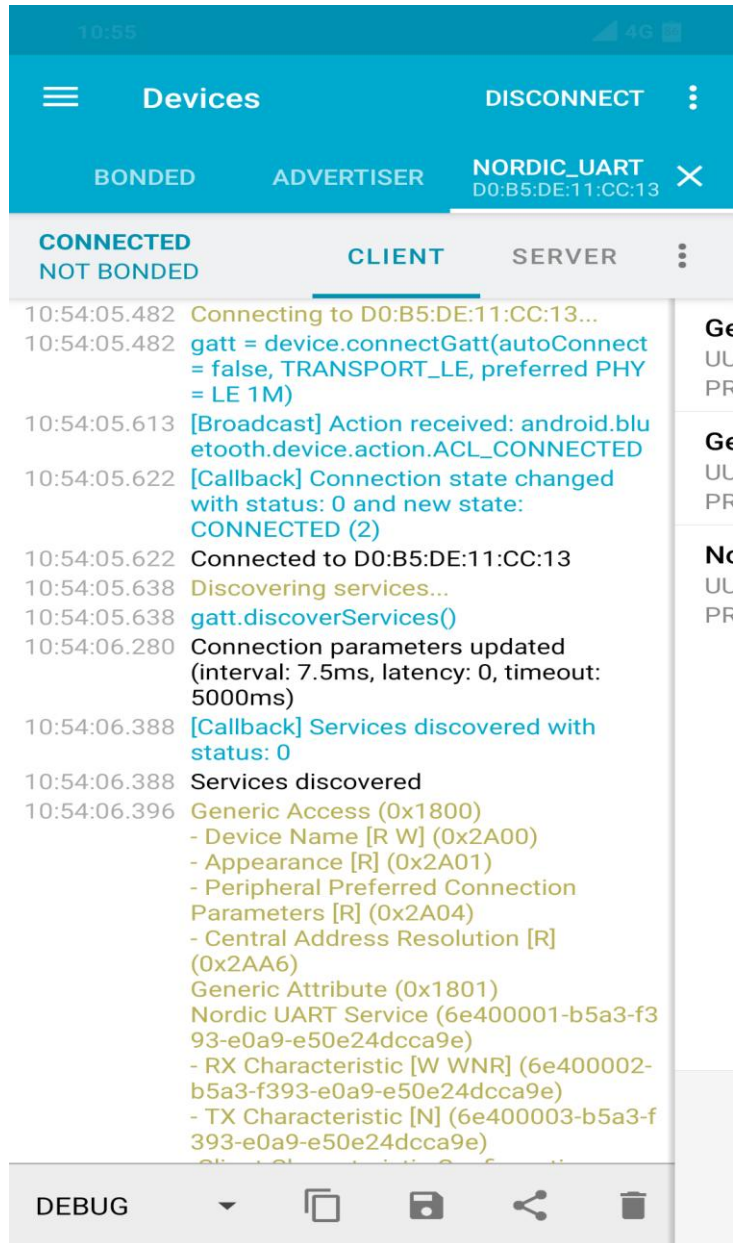 10:55
4G
Devices
DISCONNECT
BONDED
ADVERTISER
NORDIC_UART
D0:B5:DE:11:CC:13
CONNECTED
NOT BONDED
CLIENT
SERVER
10:54:05.482 Connecting to D0:B5:DE:11:CC:13...
10:54:05.482 gatt = device.connectGatt(autoConnect
= false, TRANSPORT_LE, preferred PHY
= LE 1M)
10:54:05.613 [Broadcast] Action received: android.blu
etooth.device.action.ACL_CONNECTED
10:54:05.622 [Callback] Connection state changed
with status: 0 and new state:
CONNECTED (2)
10:54:05.622 Connected to D0:B5:DE:11:CC:13
10:54:05.638 Discovering services...
10:54:05.638 gatt.discoverServices()
10:54:06.280 Connection parameters updated
(interval: 7.5ms, latency: 0, timeout:
5000ms)
10:54:06.388 [Callback] Services discovered with
status: 0
10:54:06.388 Services discovered
10:54:06.396 Generic Access (0x1800)
- Device Name [R W] (0x2A00)
- Appearance [R] (0x2A01)
- Peripheral Preferred Connection
Parameters [R] (0x2A04)
- Central Address Resolution [R]
(0x2AA6)
Generic Attribute (0x1801)
Nordic UART Service (6e400001-b5a3-f3
93-e0a9-e50e24dcca9e)
- RX Characteristic [W WNR] (6e400002-
b5a3-f393-e0a9-e50e24dcca9e)
- TX Characteristic [N] (6e400003-b5a3-f
393-e0a9-e50e24dcca9e)
Ge
UU
PR
Ge
UU
PR
No
UU
PR
DEBUG